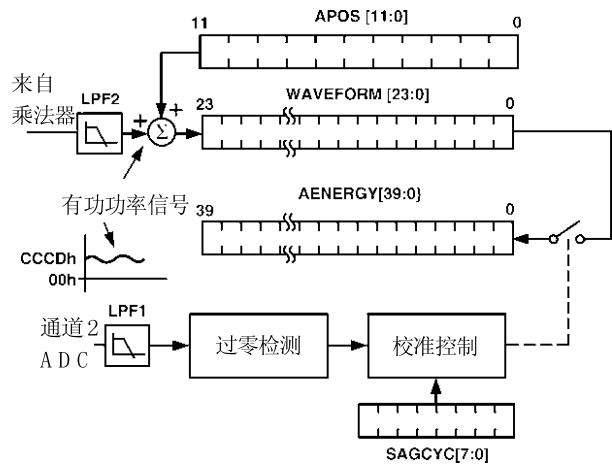 APOS [11:0]
11
0
来自
乘法器
LPF2
WAVEFORM [23:0]
23
0
+
+
Σ
有功功率信号
AENERGY[39:0}
39
0
CCCDh
00h
LPF1
通道2
ADC
过零检测
校准控制
SAGCYC[7:0]